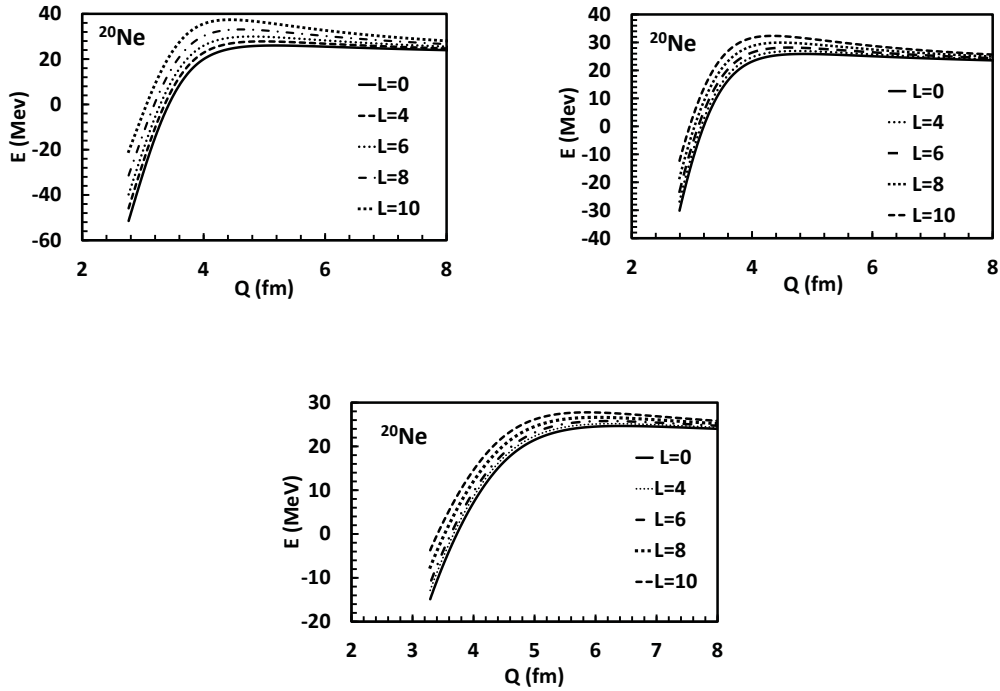 40
20
0
-20
-40
-60
E (Mev)
²⁰Ne
L=0
L=4
L=6
L=8
L=10
2 4 6 8
Q (fm)
40
30
20
10
0
-10
-20
-30
-40
E (Mev)
²⁰Ne
L=0
L=4
L=6
L=8
L=10
2 4 6 8
Q (fm)
30
20
10
0
-10
-20
E (MeV)
²⁰Ne
L=0
L=4
L=6
L=8
L=10
2 3 4 5 6 7 8
Q (fm)